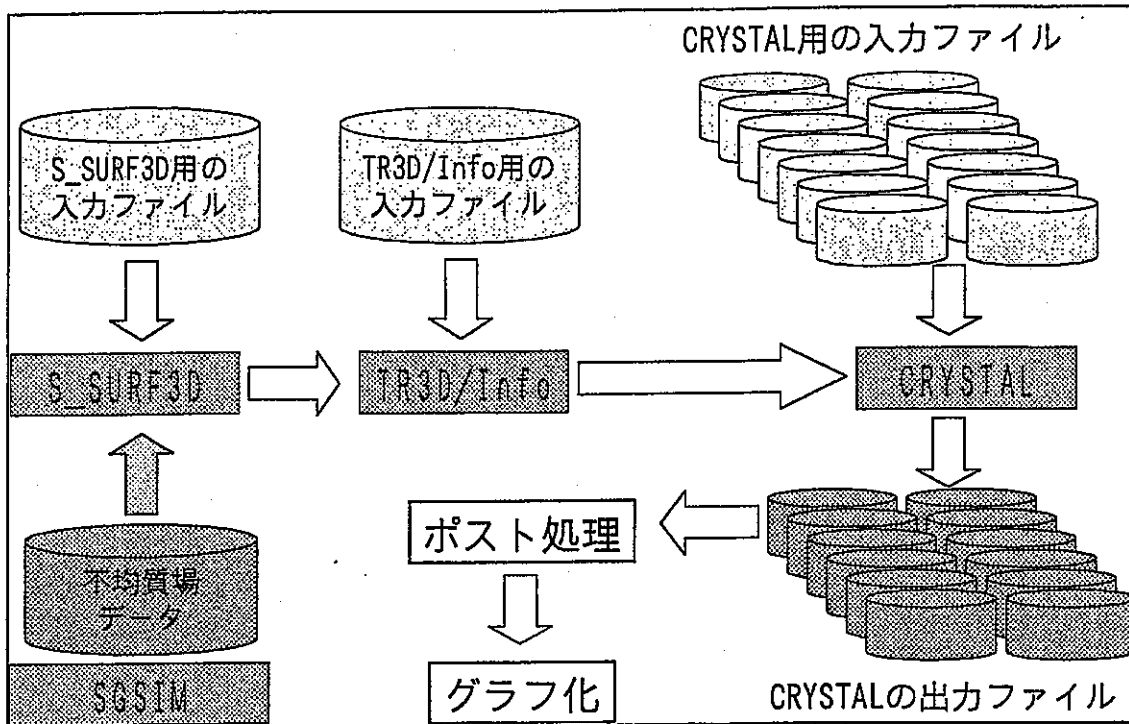 CRYSTAL用の入力ファイル
S_SURF3D用の
入力ファイル
TR3D/Info用の
入力ファイル
S_SURF3D
TR3D/Info
CRYSTAL
ポスト処理
不均質場
データ
グラフ化
SGSIM
CRYSTALの出力ファイル